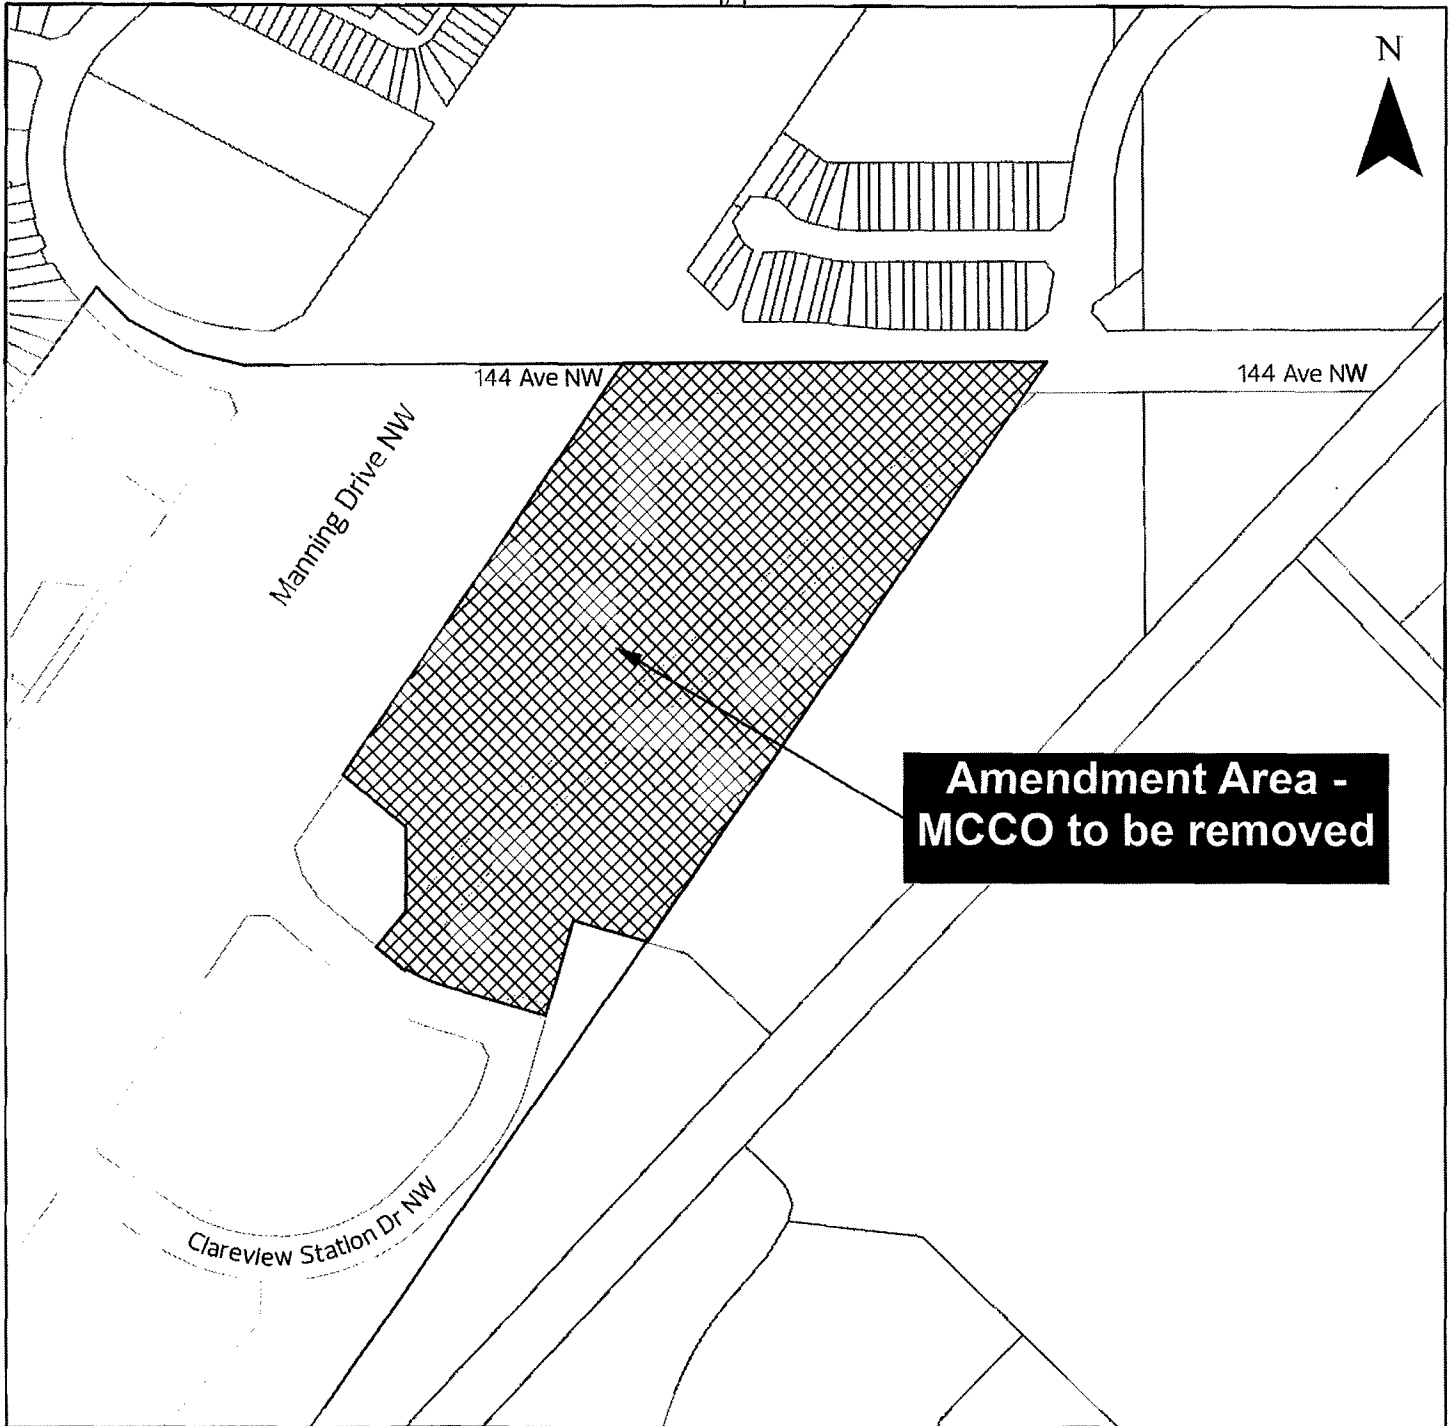 N
144 Ave NW
144 Ave NW
Manning Drive NW
Amendment Area -
MCCO to be removed
Clareview Station Dr NW